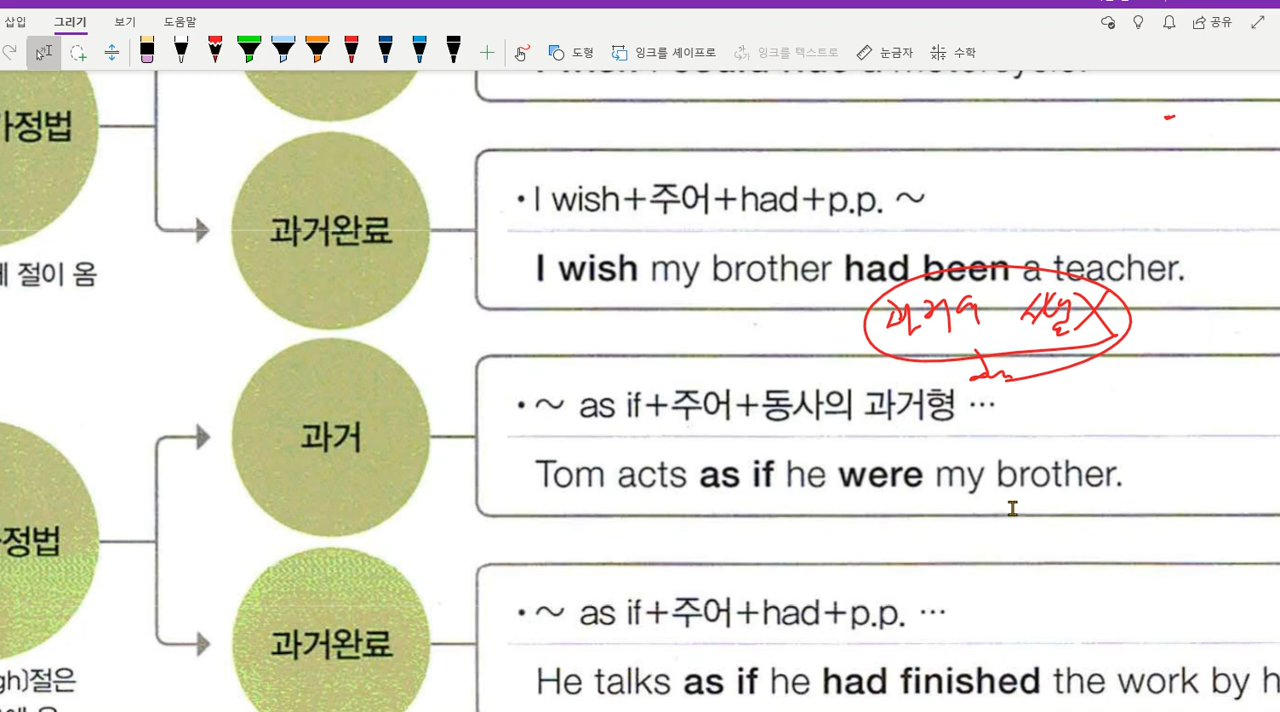 삽입 그리기 보기 도움말
공유
도형 잉크를 셰이프로 잉크를 텍스트로 눈금자 수학
가정법
과거완료
• I wish+주어+had+p.p. ~
I wish my brother had been a teacher.
절이 옴
과거의 사실X
과거
• ~ as if+주어+동사의 과거형 …
Tom acts as if he were my brother.
정법
과거완료
• ~ as if+주어+had+p.p. …
He talks as if he had finished the work by h
gh)절은